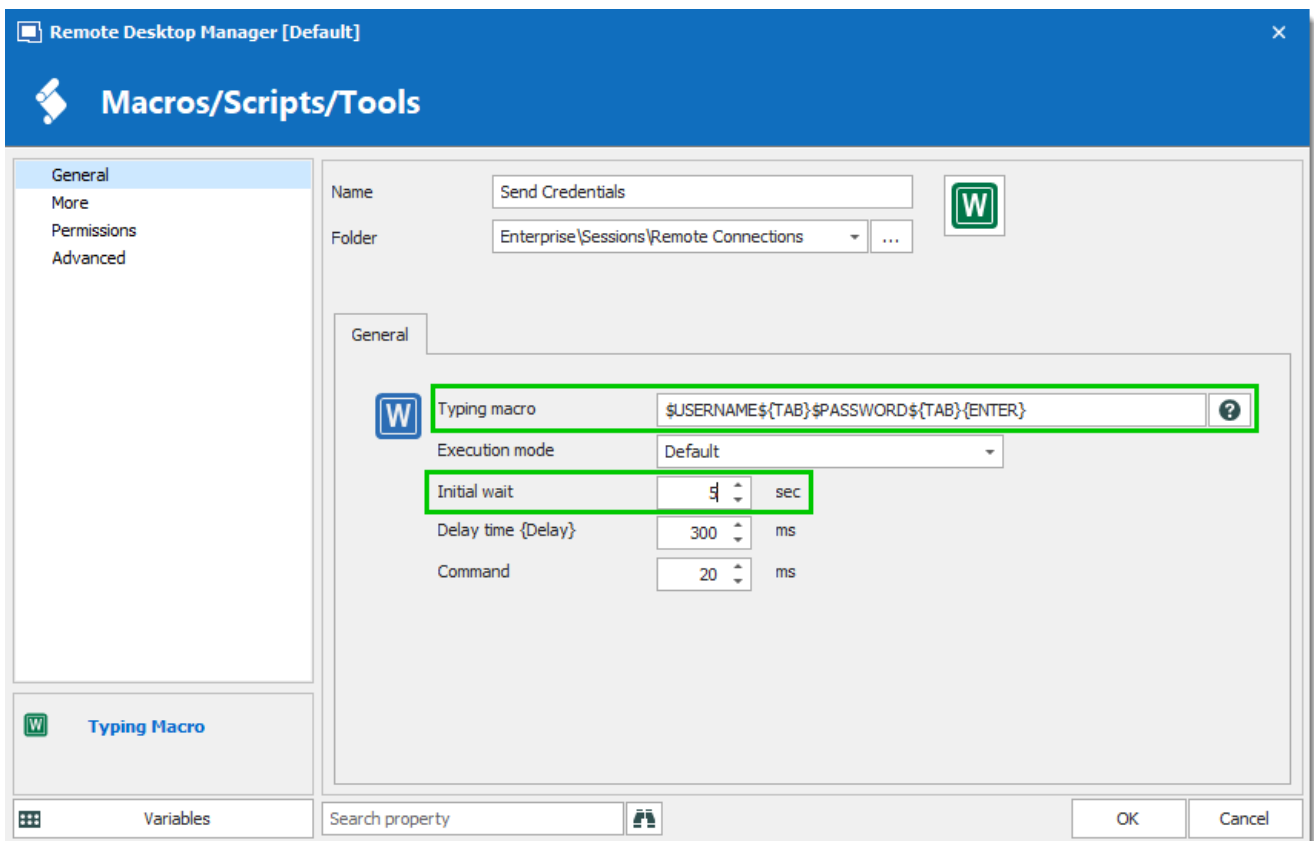 Remote Desktop Manager [Default]
Macros/Scripts/Tools
General
More
Permissions
Advanced
Name Send Credentials
W
Folder Enterprise\Sessions\Remote Connections ...
General
W
Typing macro $USERNAME${TAB}$PASSWORD${TAB}{ENTER} ?
Execution mode Default
Initial wait 5 sec
Delay time {Delay} 300 ms
Command 20 ms
W Typing Macro
Variables Search property OK Cancel